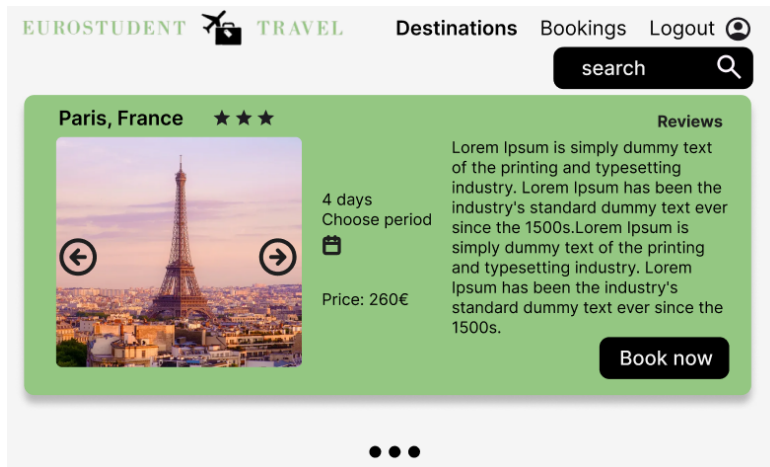 EUROSTUDENT TRAVEL
Destinations Bookings Logout
search
Paris, France
Reviews
4 days
Choose period
Price: 260€
Lorem Ipsum is simply dummy text
of the printing and typesetting
industry. Lorem Ipsum has been the
industry's standard dummy text ever
since the 1500s.Lorem Ipsum is
simply dummy text of the printing
and typesetting industry. Lorem
Ipsum has been the industry's
standard dummy text ever since the
1500s.
Book now